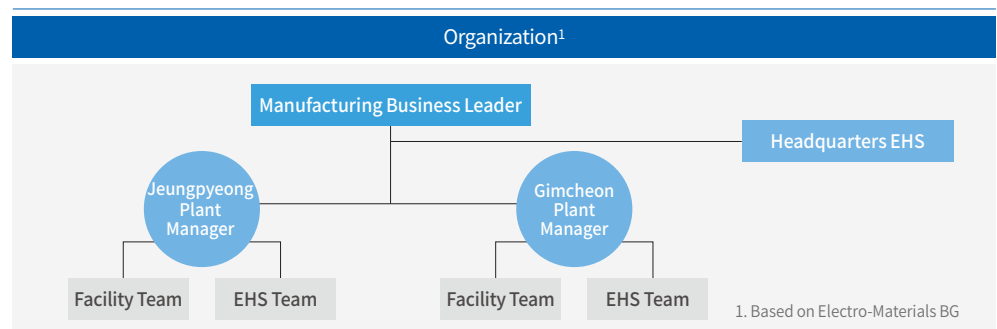 Organization1
Manufacturing Business Leader
Headquarters EHS
Jeungpyeong
Plant
Manager
Gimcheon
Plant
Manager
Facility Team
EHS Team
Facility Team
EHS Team
1. Based on Electro-Materials BG